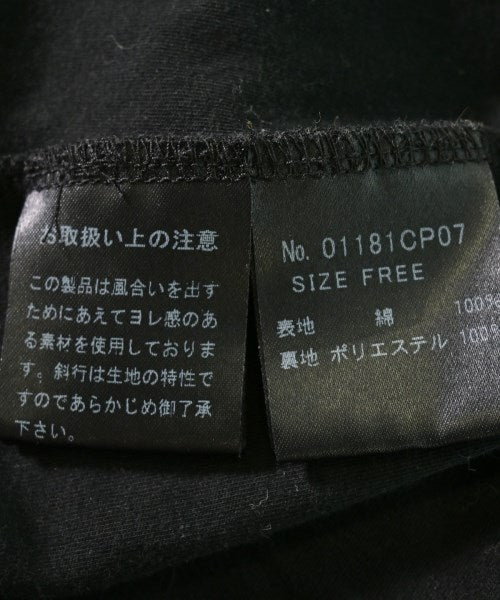 お取扱い上の注意
この製品は風合いを出す
ためにあえてヨレ感のあ
る素材を使用しておりま
す。斜行は生地の特性で
すのであらかじめ御了承
下さい。
No. 01181CP07
SIZE FREE
表地 綿 100%
裏地 ポリエステル 100%